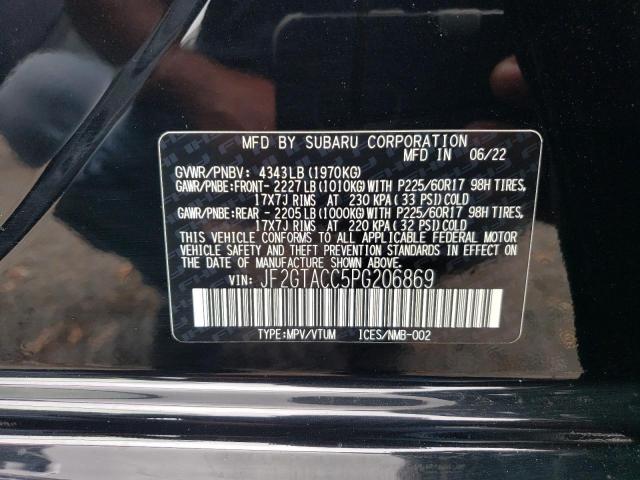 MFD BY SUBARU CORPORATION
MFD IN 06/22
GVWR/PNBV: 4343LB (1970KG)
GAWR/PNBE:FRONT- 2227LB (1010KG) WITH P225/60R17 98H TIRES,
17X7J RIMS AT 230 KPA (33 PSI) COLD
GAWR/PNBE:REAR - 2205LB (1000KG) WITH P225/60R17 98H TIRES,
17X7J RIMS AT 220 KPA (32 PSI) COLD
THIS VEHICLE CONFORMS TO ALL APPLICABLE FEDERAL MOTOR
VEHICLE SAFETY AND THEFT PREVENTION STANDARDS IN EFFECT ON
THE DATE OF MANUFACTURE SHOWN ABOVE.
VIN: JF2GTACC5PG206869
TYPE:MPV/VTUM ICES/NMB-002